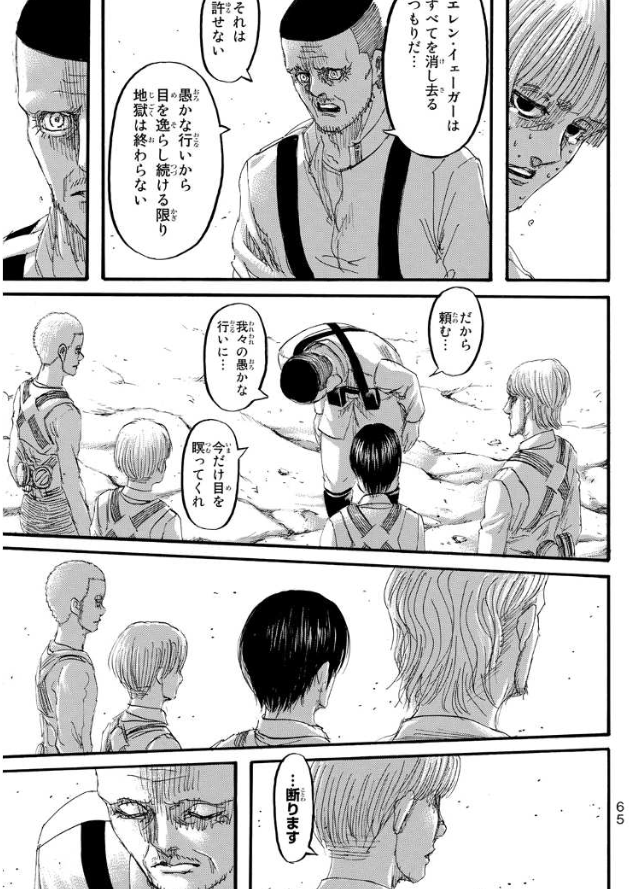 エレン・イェーガーは
すべてを消し去る
つもりだ…
それは
許せない
愚かな行いから
目を逸らし続ける限り
地獄は終わらない
だから
頼む…
我々の愚かな
行いに…
今だけ目を
瞑ってくれ
…断ります
65